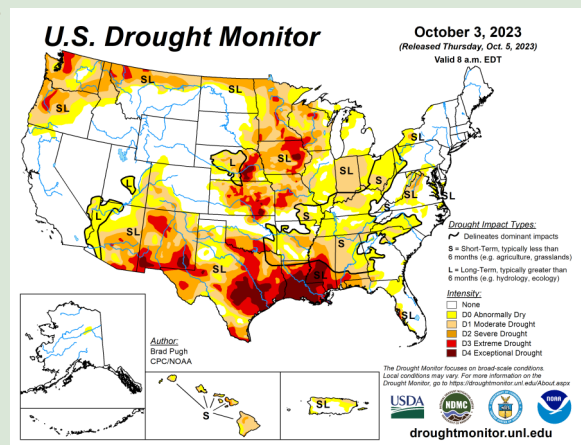 U.S. Drought Monitor
October 3, 2023
(Released Thursday, Oct. 5, 2023)
Valid 8 a.m. EDT
SL
SL
SL
SL
SL
L
SL
S
SL
SL
L
L
S
S
SL
SL
SL
SL
Drought Impact Types:
Delineates dominant impacts
S = Short-Term, typically less than
6 months (e.g. agriculture, grasslands)
L = Long-Term, typically greater than
6 months (e.g. hydrology, ecology)
Intensity:
None
D0 Abnormally Dry
D1 Moderate Drought
D2 Severe Drought
D3 Extreme Drought
D4 Exceptional Drought
Author:
Brad Pugh
CPC/NOAA
S
SL
The Drought Monitor focuses on broad-scale conditions.
Local conditions may vary. For more information on the
Drought Monitor, go to https://droughtmonitor.unl.edu/About.aspx
USDA
NDMC
NOAA
droughtmonitor.unl.edu